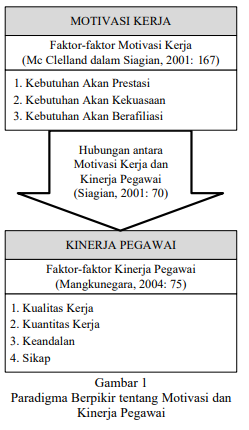 MOTIVASI KERJA
Faktor-faktor Motivasi Kerja
(Mc Clelland dalam Siagian, 2001: 167)
1. Kebutuhan Akan Prestasi
2. Kebutuhan Akan Kekuasaan
3. Kebutuhan Akan Berafiliasi
Hubungan antara
Motivasi Kerja dan
Kinerja Pegawai
(Siagian, 2001: 70)
KINERJA PEGAWAI
Faktor-faktor Kinerja Pegawai
(Mangkunegara, 2004: 75)
1. Kualitas Kerja
2. Kuantitas Kerja
3. Keandalan
4. Sikap
Gambar 1
Paradigma Berpikir tentang Motivasi dan
Kinerja Pegawai